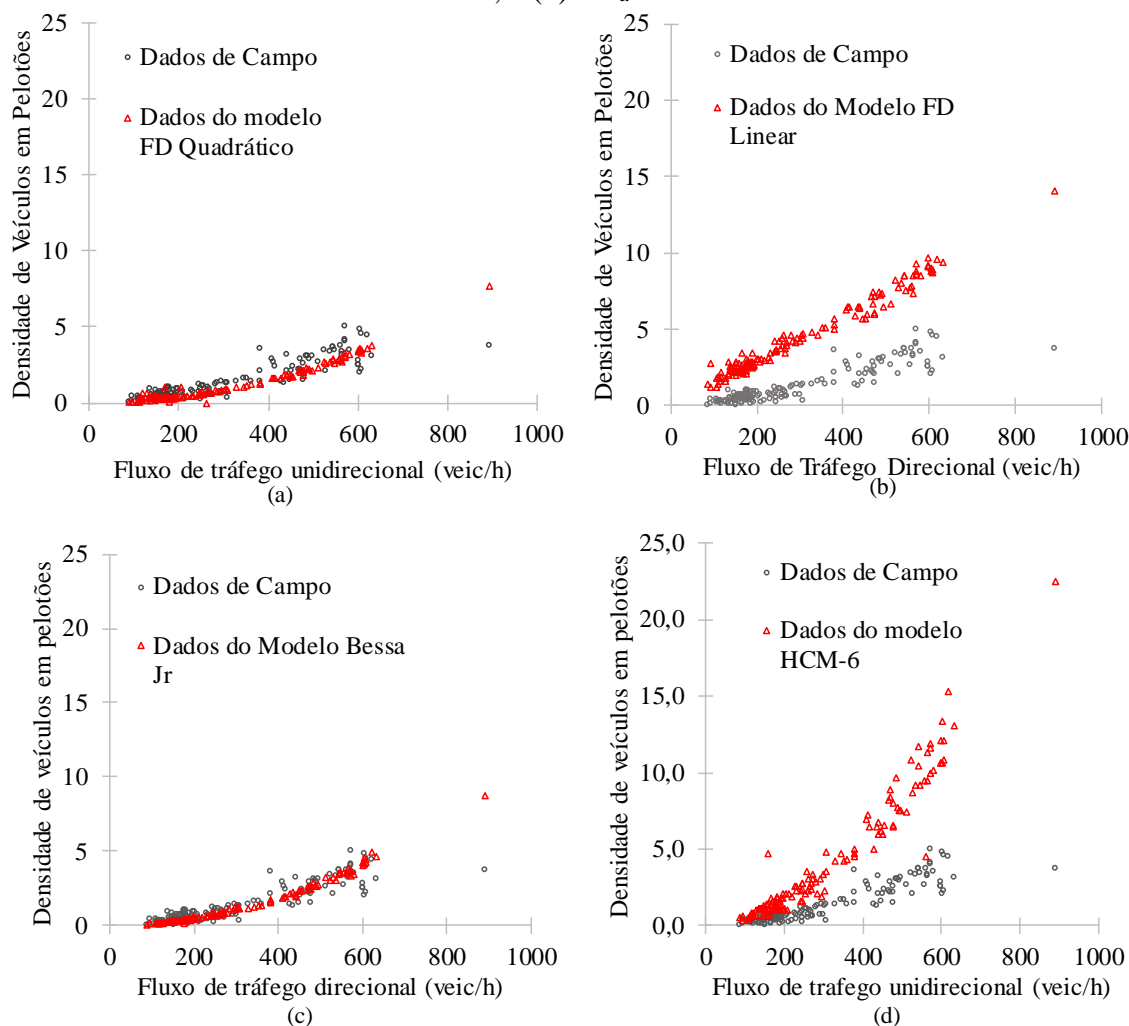 25
20
15
10
5
0
0
200
400
600
800
1000
Densidade de Veículos em Pelotões
Dados de Campo
Dados do modelo
FD Quadrático
Fluxo de tráfego unidirecional (veic/h)
(a)
25
20
15
10
5
0
0
200
400
600
800
1000
Densidade de Veículos em Pelotões
Dados de Campo
Dados do Modelo FD
Linear
Fluxo de Tráfego Direcional (veic/h)
(b)
25
20
15
10
5
0
0
200
400
600
800
1000
Densidade de veículos em pelotões
Dados de Campo
Dados do Modelo Bessa
Jr
Fluxo de tráfego direcional (veic/h)
(c)
25,0
20,0
15,0
10,0
5,0
0,0
0
200
400
600
800
1000
Densidade de veículos em pelotões
Dados de Campo
Dados do modelo
HCM-6
Fluxo de trafego unidirecional (veic/h)
(d)